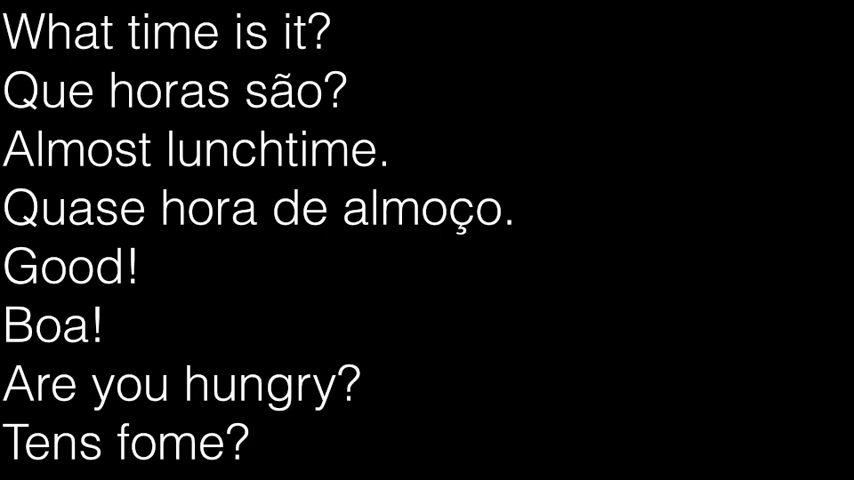 What time is it?
Que horas são?
Almost lunchtime.
Quase hora de almoço.
Good!
Boa!
Are you hungry?
Tens fome?